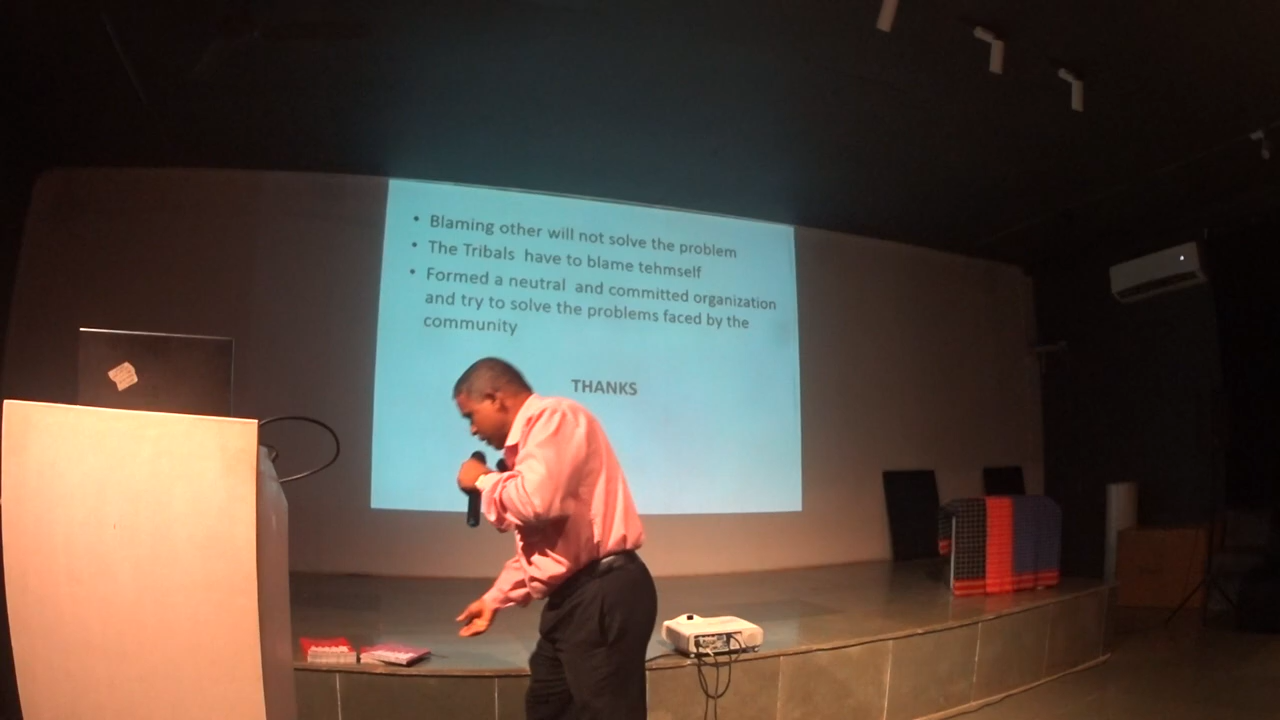 • Blaming other will not solve the problem
• The Tribals have to blame tehmself
• Formed a neutral and committed organization
and try to solve the problems faced by the
community
THANKS